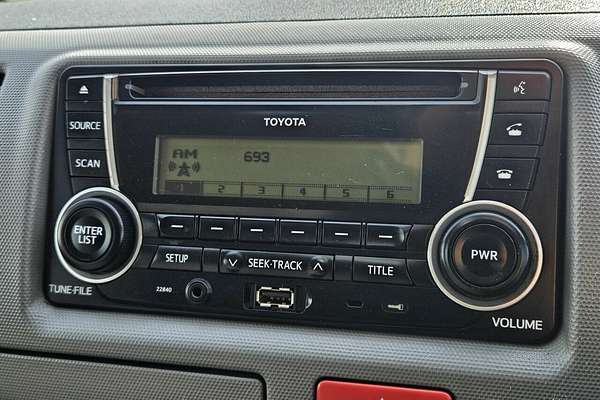 TOYOTA
SOURCE
SCAN
AM 693
1 2 3 4 5 6
ENTER
LIST
TUNE·FILE
SETUP
SEEK·TRACK
TITLE
PWR
22840
VOLUME